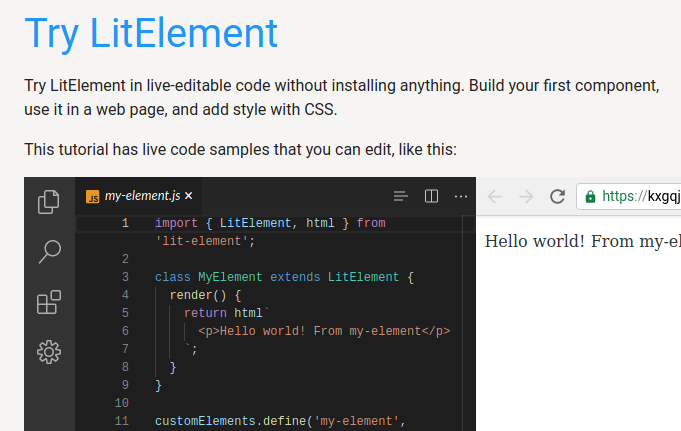 Try LitElement
Try LitElement in live-editable code without installing anything. Build your first component,
use it in a web page, and add style with CSS.
This tutorial has live code samples that you can edit, like this:
JS my-element.js ×
1 import { LitElement, html } from
'lit-element';
2
3 class MyElement extends LitElement {
4 render() {
5 return html`
6 <p>Hello world! From my-element</p>
7 `;
8 }
9 }
10
11 customElements.define('my-element',
https://kxgqj
Hello world! From my-el